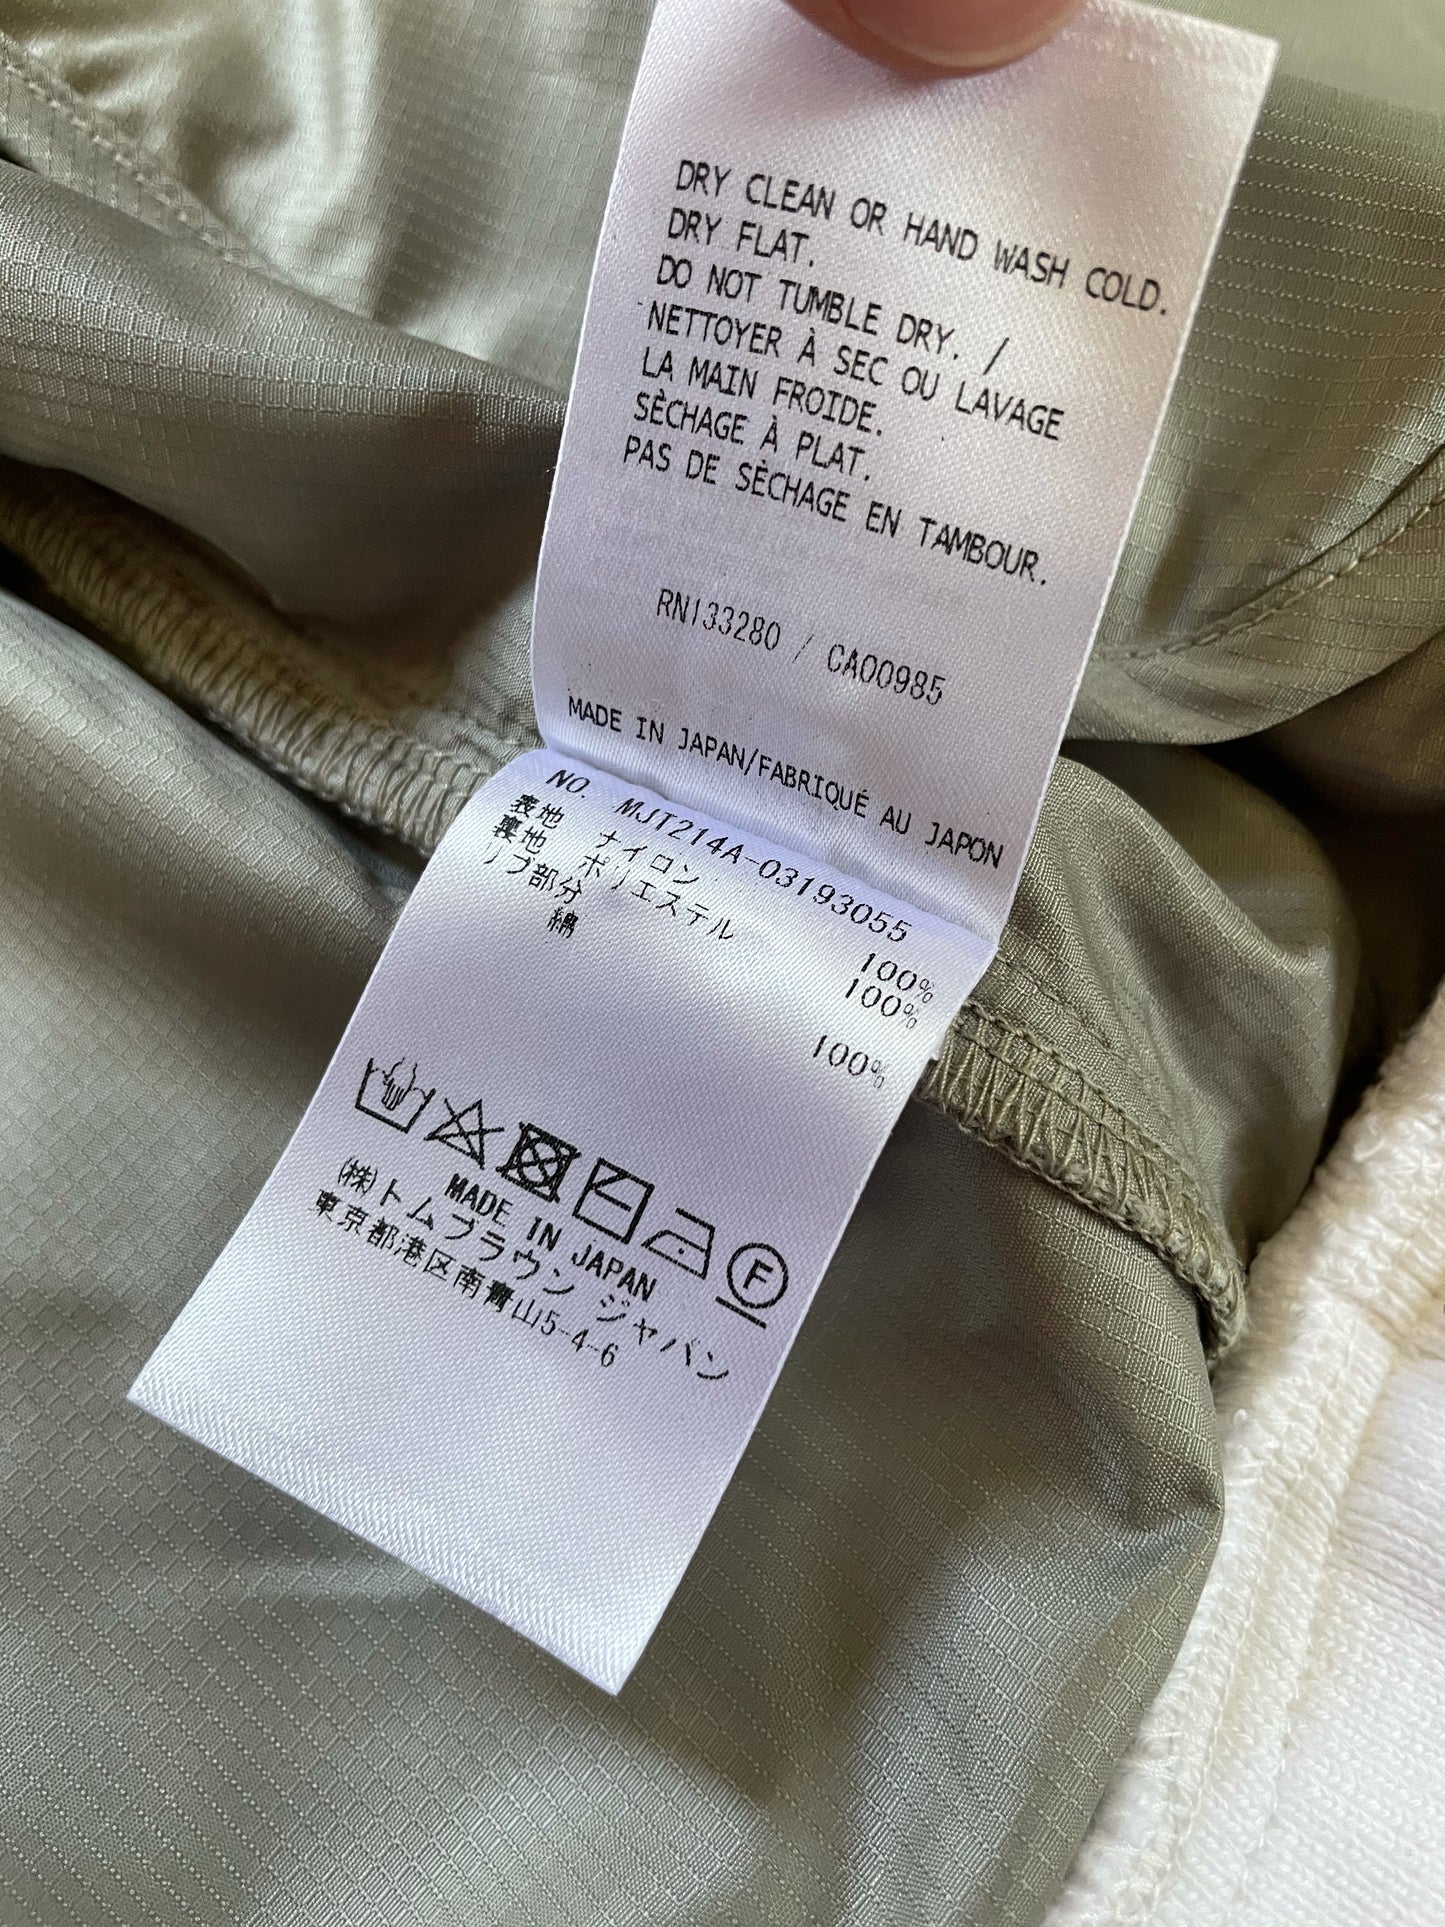 DRY CLEAN OR HAND WASH COLD.
DRY FLAT.
DO NOT TUMBLE DRY. /
NETTOYER À SEC OU LAVAGE
LA MAIN FROIDE.
SÈCHAGE À PLAT.
PAS DE SÈCHAGE EN TAMBOUR.
RN133280 / CA00985
MADE IN JAPAN/FABRIQUÉ AU JAPON
NO. MJT214A-03193055
表地 ナイロン 100%
裏地 ポリエステル 100%
リブ部分
綿 100%
F
MADE IN JAPAN
(株)トムブラウン ジャパン
東京都港区南青山5-4-6